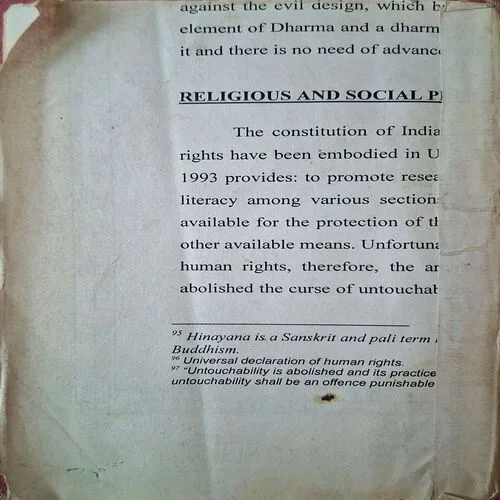 against the evil design, which b
element of Dharma and a dharm
it and there is no need of advance
RELIGIOUS AND SOCIAL P
The constitution of India
rights have been embodied in U
1993 provides: to promote resea
literacy among various section
available for the protection of th
other available means. Unfortuna
human rights, therefore, the ar
abolished the curse of untouchab
95 Hinayana is a Sanskrit and pali term
Buddhism.
96 Universal declaration of human rights.
97 "Untouchability is abolished and its practice
untouchability shall be an offence punishable